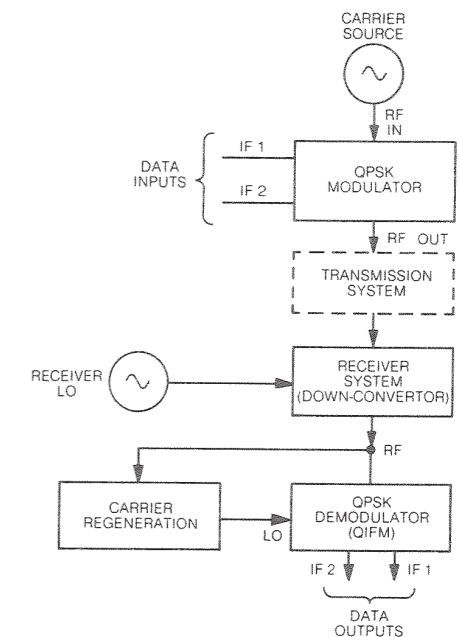 CARRIER
SOURCE
RF
IN
IF 1
DATA
INPUTS
IF 2
QPSK
MODULATOR
RF OUT
TRANSMISSION
SYSTEM
RECEIVER
LO
RECEIVER
SYSTEM
(DOWN-CONVERTOR)
RF
CARRIER
REGENERATION
LO
QPSK
DEMODULATOR
(QIFM)
IF 2
IF 1
DATA
OUTPUTS